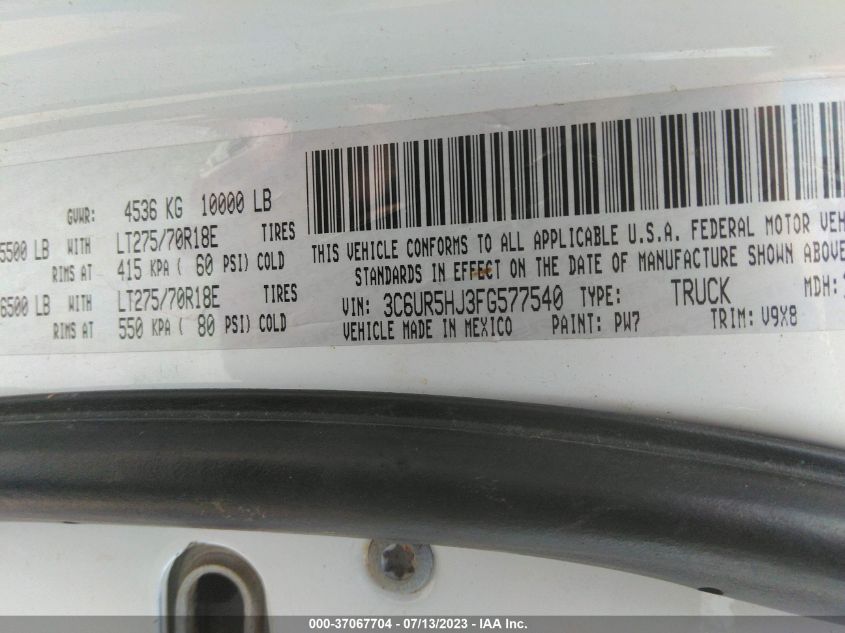 GVWR: 4536 KG 10000 LB
5500 LB WITH LT275/70R18E TIRES
RIMS AT 415 KPA ( 60 PSI) COLD
6500 LB WITH LT275/70R18E TIRES
RIMS AT 550 KPA ( 80 PSI) COLD
THIS VEHICLE CONFORMS TO ALL APPLICABLE U.S.A. FEDERAL MOTOR VEH
STANDARDS IN EFFECT ON THE DATE OF MANUFACTURE SHOWN ABOVE
VIN: 3C6UR5HJ3FG577540 TYPE: TRUCK MDH:
VEHICLE MADE IN MEXICO PAINT: PW7 TRIM: V9X8
000-37067704 - 07/13/2023 - IAA Inc.